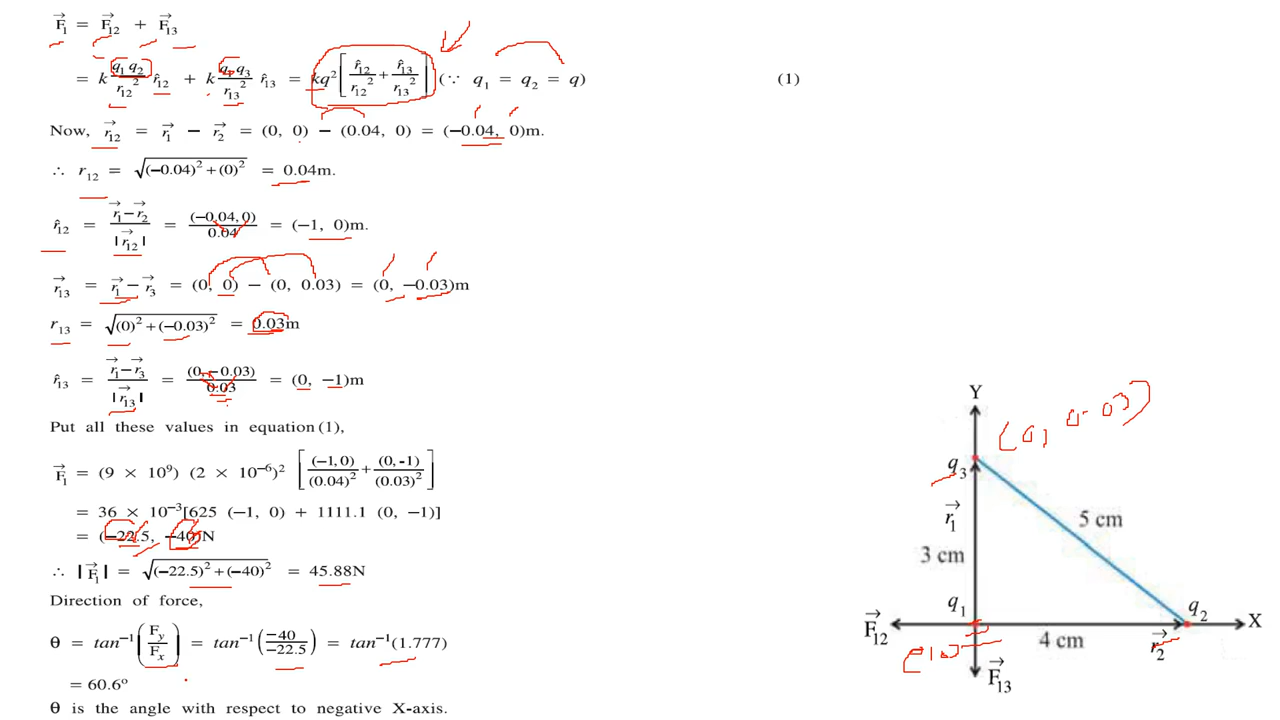 F⃗₁ = F⃗₁₂ + F⃗₁₃
= k q₁ q₂ / r₁₂² r̂₁₂ + k q₁ q₃ / r₁₃² r̂₁₃ = kq² [ r̂₁₂ / r₁₂² + r̂₁₃ / r₁₃² ] (∵ q₁ = q₂ = q) (1)
Now, r⃗₁₂ = r⃗₁ − r⃗₂ = (0, 0) − (0.04, 0) = (−0.04, 0)m.
∴ r₁₂ = √((−0.04)² + (0)²) = 0.04m.
r̂₁₂ = r⃗₁ − r⃗₂ / |r⃗₁₂| = (−0.04, 0) / 0.04 = (−1, 0)m.
r⃗₁₃ = r⃗₁ − r⃗₃ = (0, 0) − (0, 0.03) = (0, −0.03)m
r₁₃ = √((0)² + (−0.03)²) = 0.03m
r̂₁₃ = r⃗₁ − r⃗₃ / |r⃗₁₃| = (0, −0.03) / 0.03 = (0, −1)m
Put all these values in equation (1),
F⃗₁ = (9 × 10⁹) (2 × 10⁻⁶)² [ (−1, 0) / (0.04)² + (0, -1) / (0.03)² ]
= 36 × 10⁻³[625 (−1, 0) + 1111.1 (0, −1)]
= (−22.5, −40)N
∴ |F⃗₁| = √((−22.5)² + (−40)²) = 45.88N
Direction of force,
θ = tan⁻¹(F_y / F_x) = tan⁻¹(−40 / −22.5) = tan⁻¹(1.777)
= 60.6°
θ is the angle with respect to negative X-axis.
Y
(0, 0.03)
q₃
r⃗₁
5 cm
3 cm
q₁
q₂
F⃗₁₂
X
4 cm
r⃗₂
F⃗₁₃